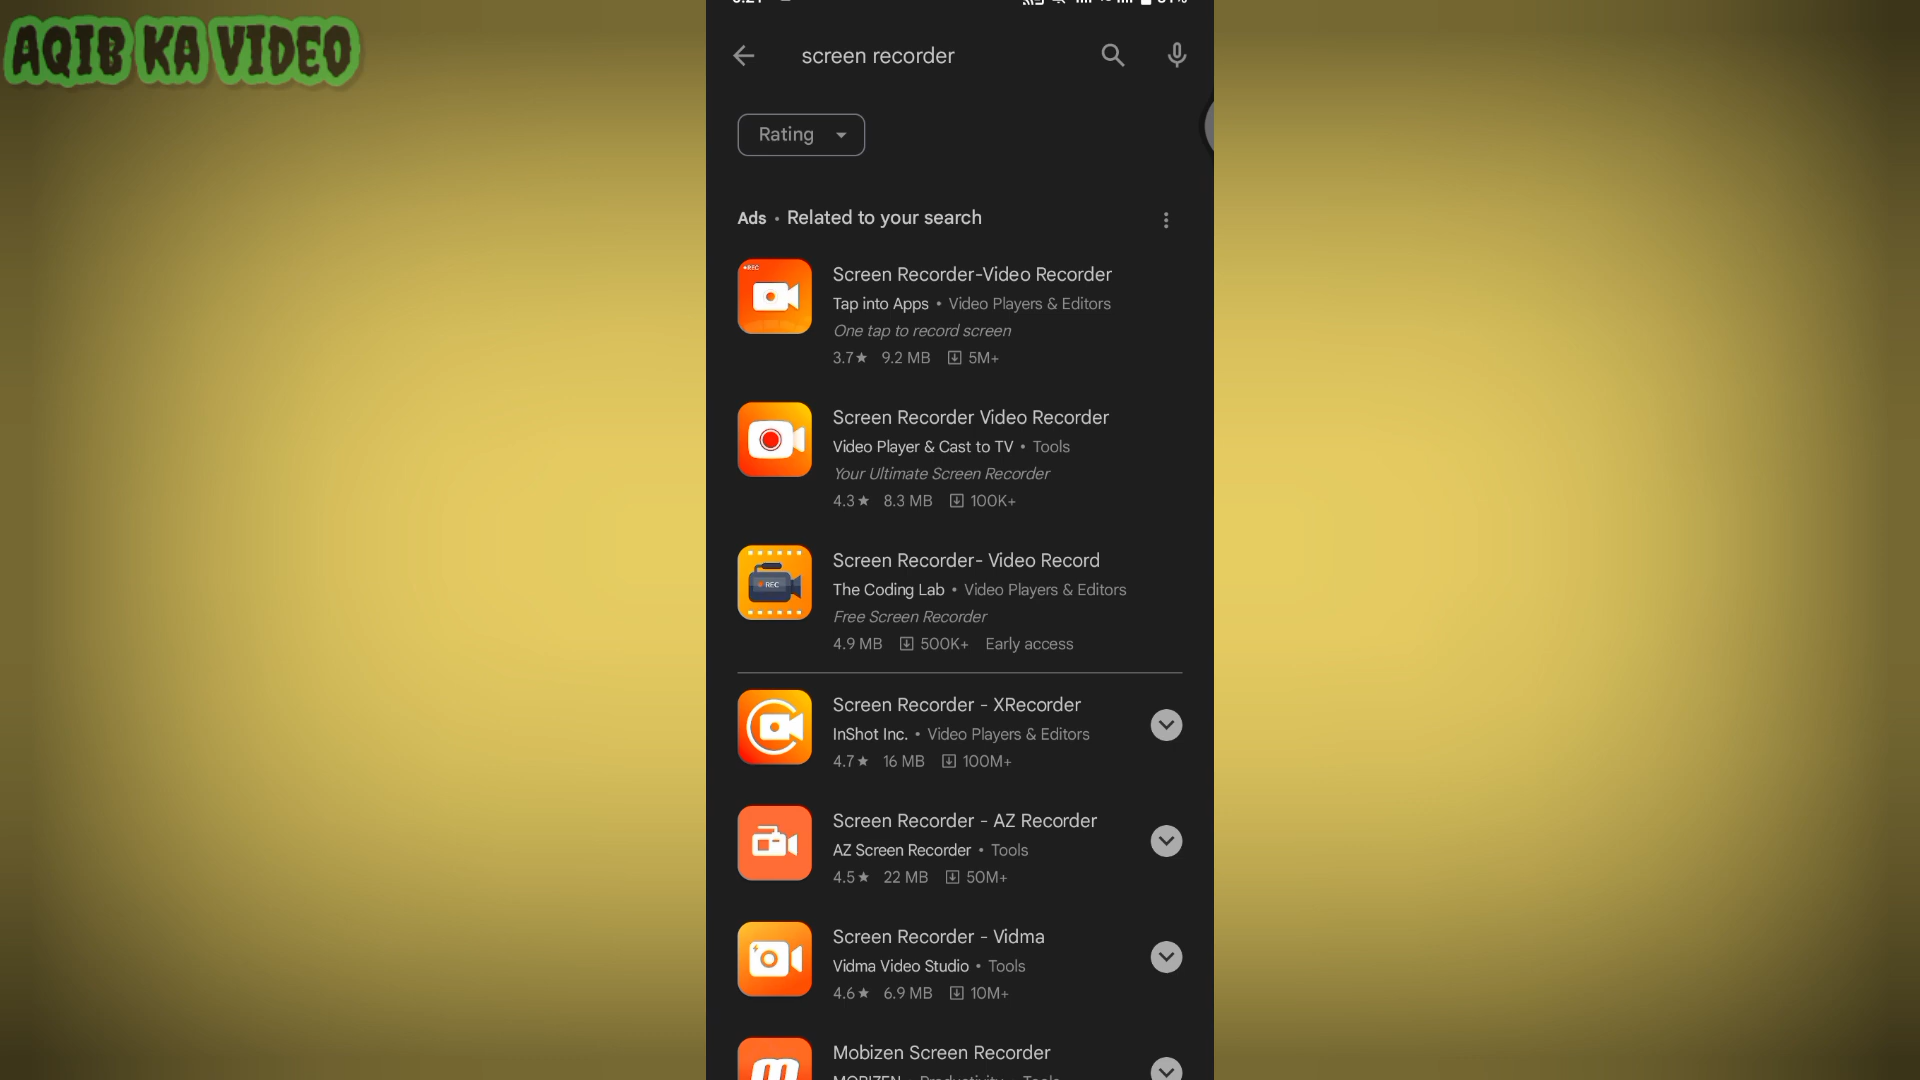 AQIB KA VIDEO
screen recorder
Rating
Ads • Related to your search
REC
Screen Recorder-Video Recorder
Tap into Apps • Video Players & Editors
One tap to record screen
3.7★ 9.2 MB 5M+
Screen Recorder Video Recorder
Video Player & Cast to TV • Tools
Your Ultimate Screen Recorder
4.3★ 8.3 MB 100K+
REC
Screen Recorder- Video Record
The Coding Lab • Video Players & Editors
Free Screen Recorder
4.9 MB 500K+ Early access
Screen Recorder - XRecorder
InShot Inc. • Video Players & Editors
4.7★ 16 MB 100M+
Screen Recorder - AZ Recorder
AZ Screen Recorder • Tools
4.5★ 22 MB 50M+
Screen Recorder - Vidma
Vidma Video Studio • Tools
4.6★ 6.9 MB 10M+
m
Mobizen Screen Recorder
MOBIZEN • Productivity • Tools